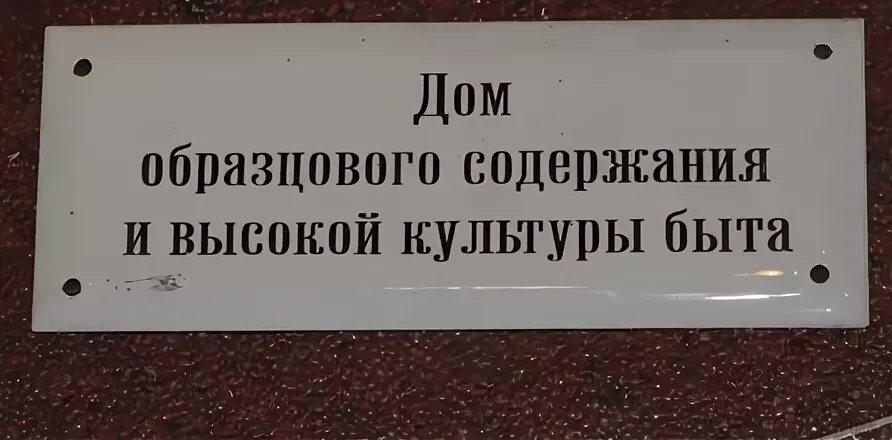 Дом
образцового содержания
и высокой культуры быта